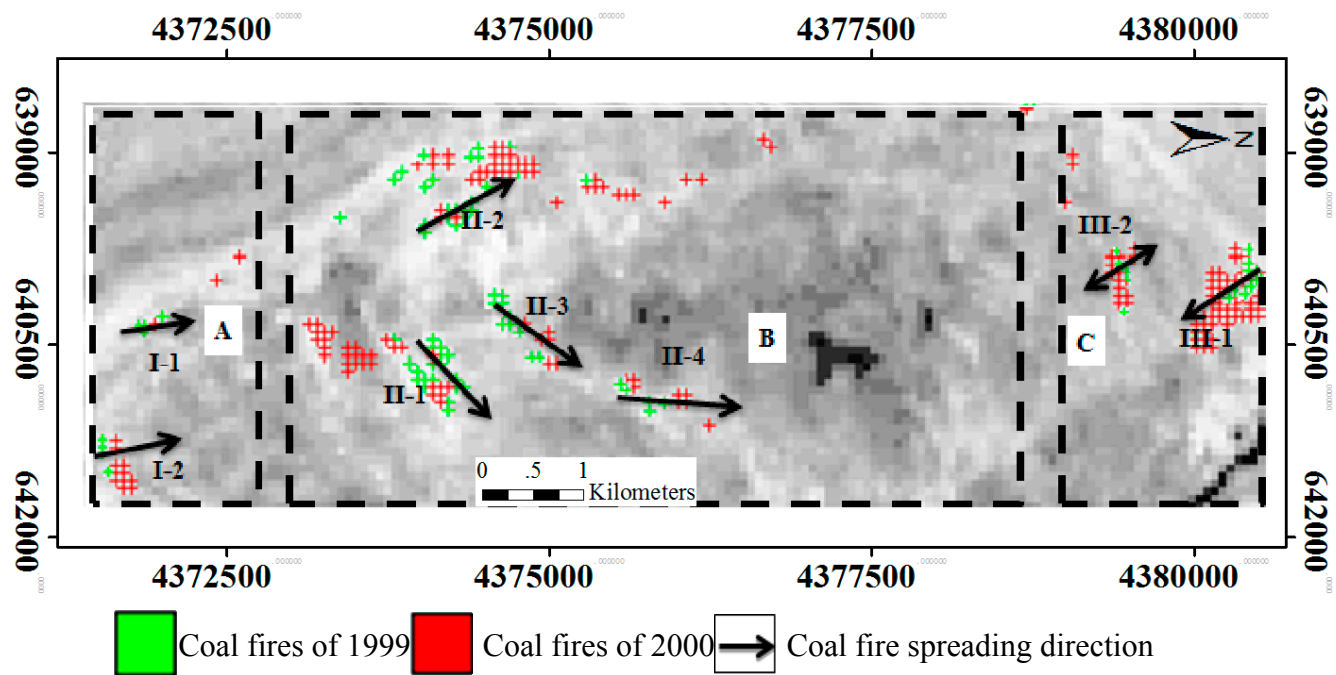 4372500 4375000 4377500 4380000
639000 639000
N
III-2
II-2
II-3
640500 A B C 640500
I-1 II-4 III-1
II-1
I-2
0 .5 1
Kilometers
642000 642000
4372500 4375000 4377500 4380000
Coal fires of 1999 Coal fires of 2000 Coal fire spreading direction